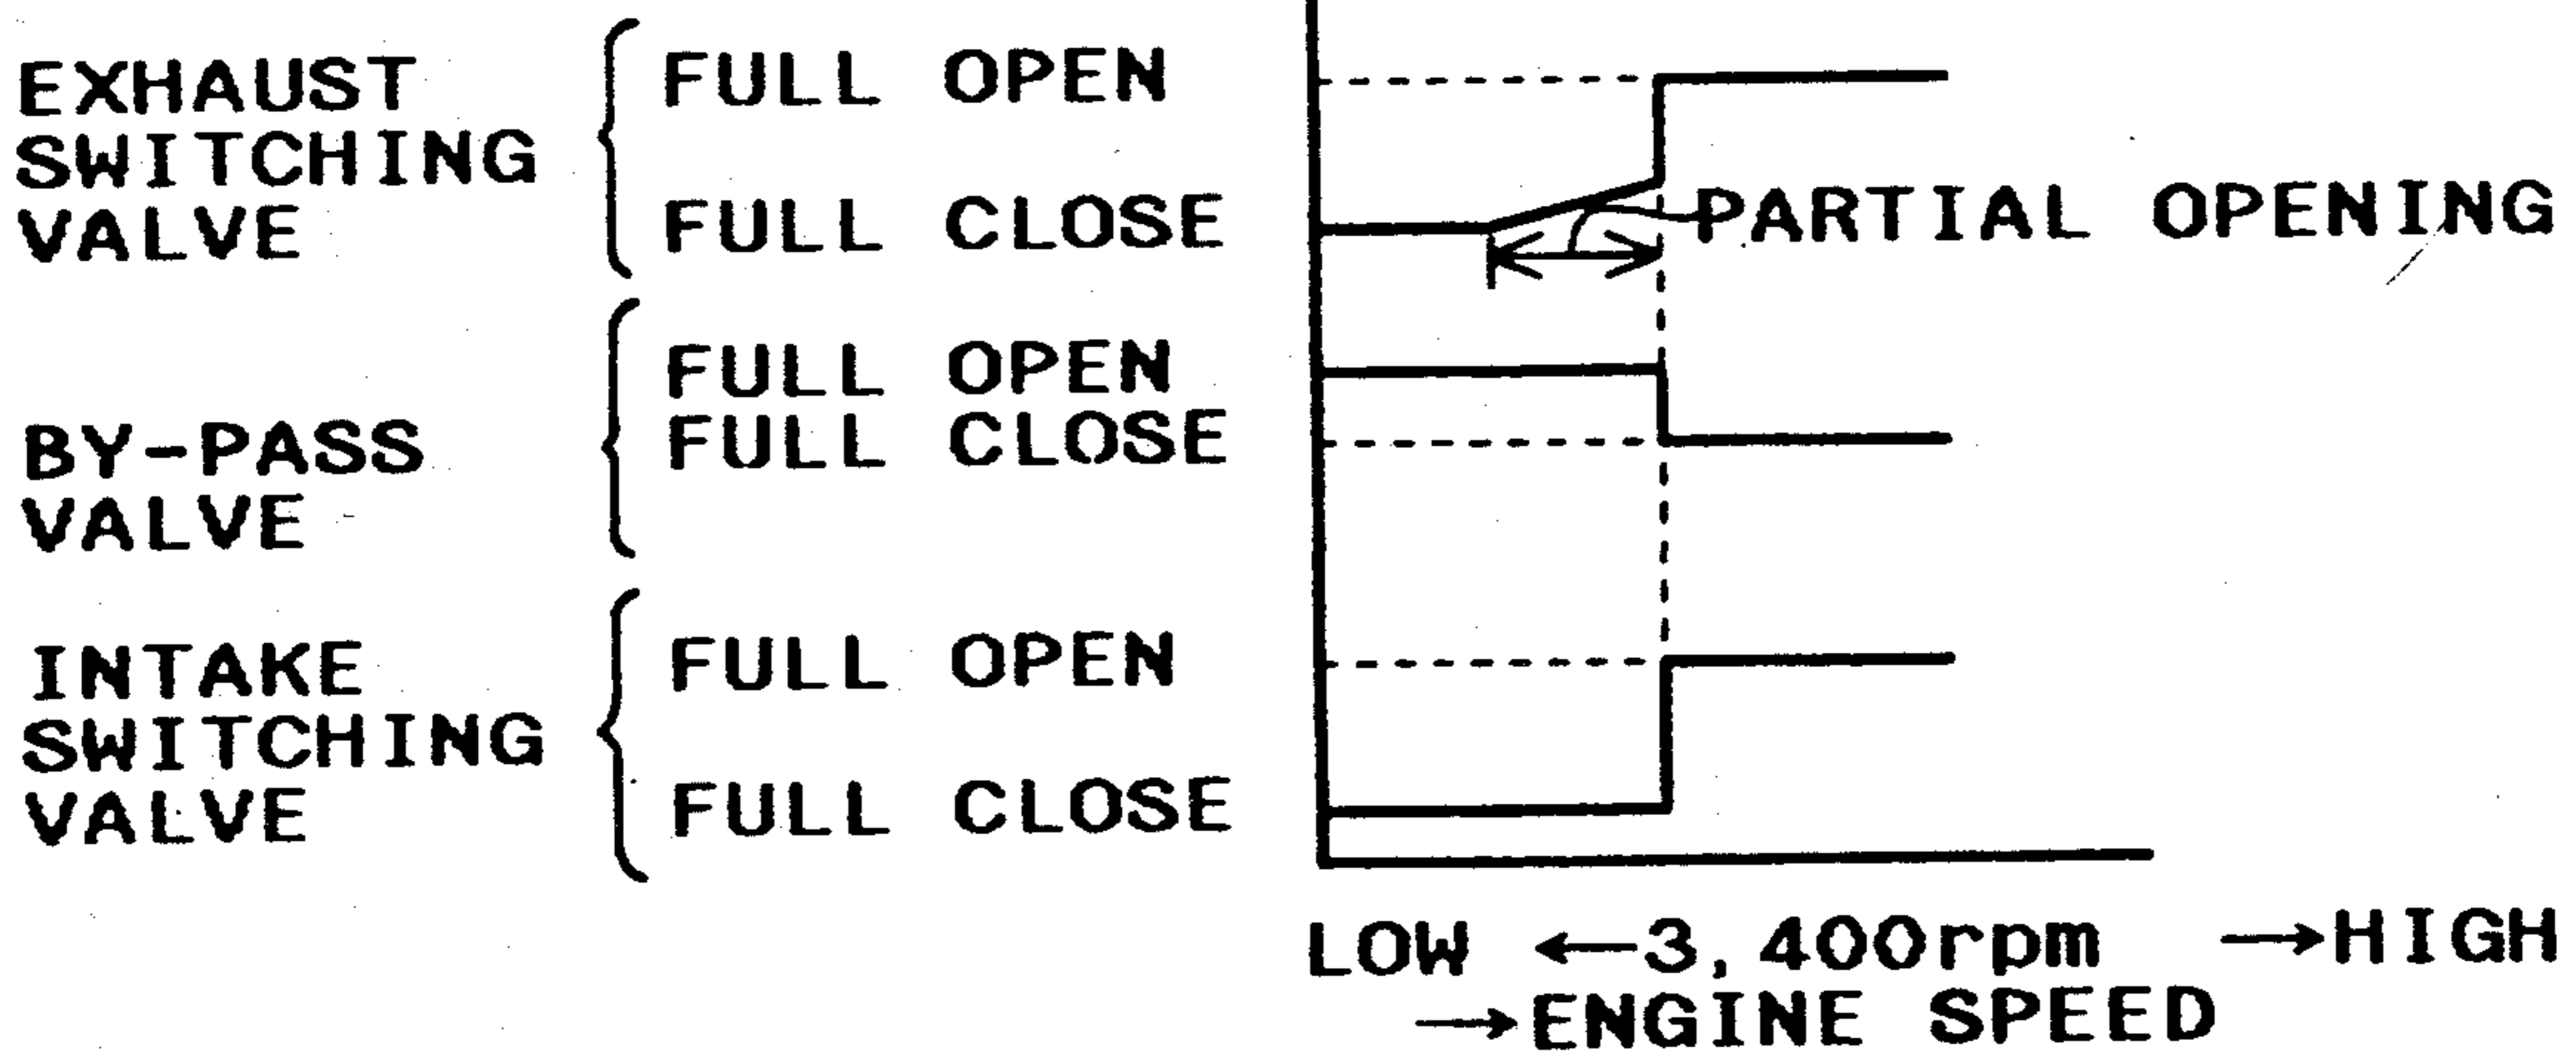 EXHAUST
SWITCHING
VALVE
FULL OPEN
FULL CLOSE
PARTIAL OPENING
BY-PASS
VALVE
FULL OPEN
FULL CLOSE
INTAKE
SWITCHING
VALVE
FULL OPEN
FULL CLOSE
LOW ←3,400rpm →HIGH
→ENGINE SPEED